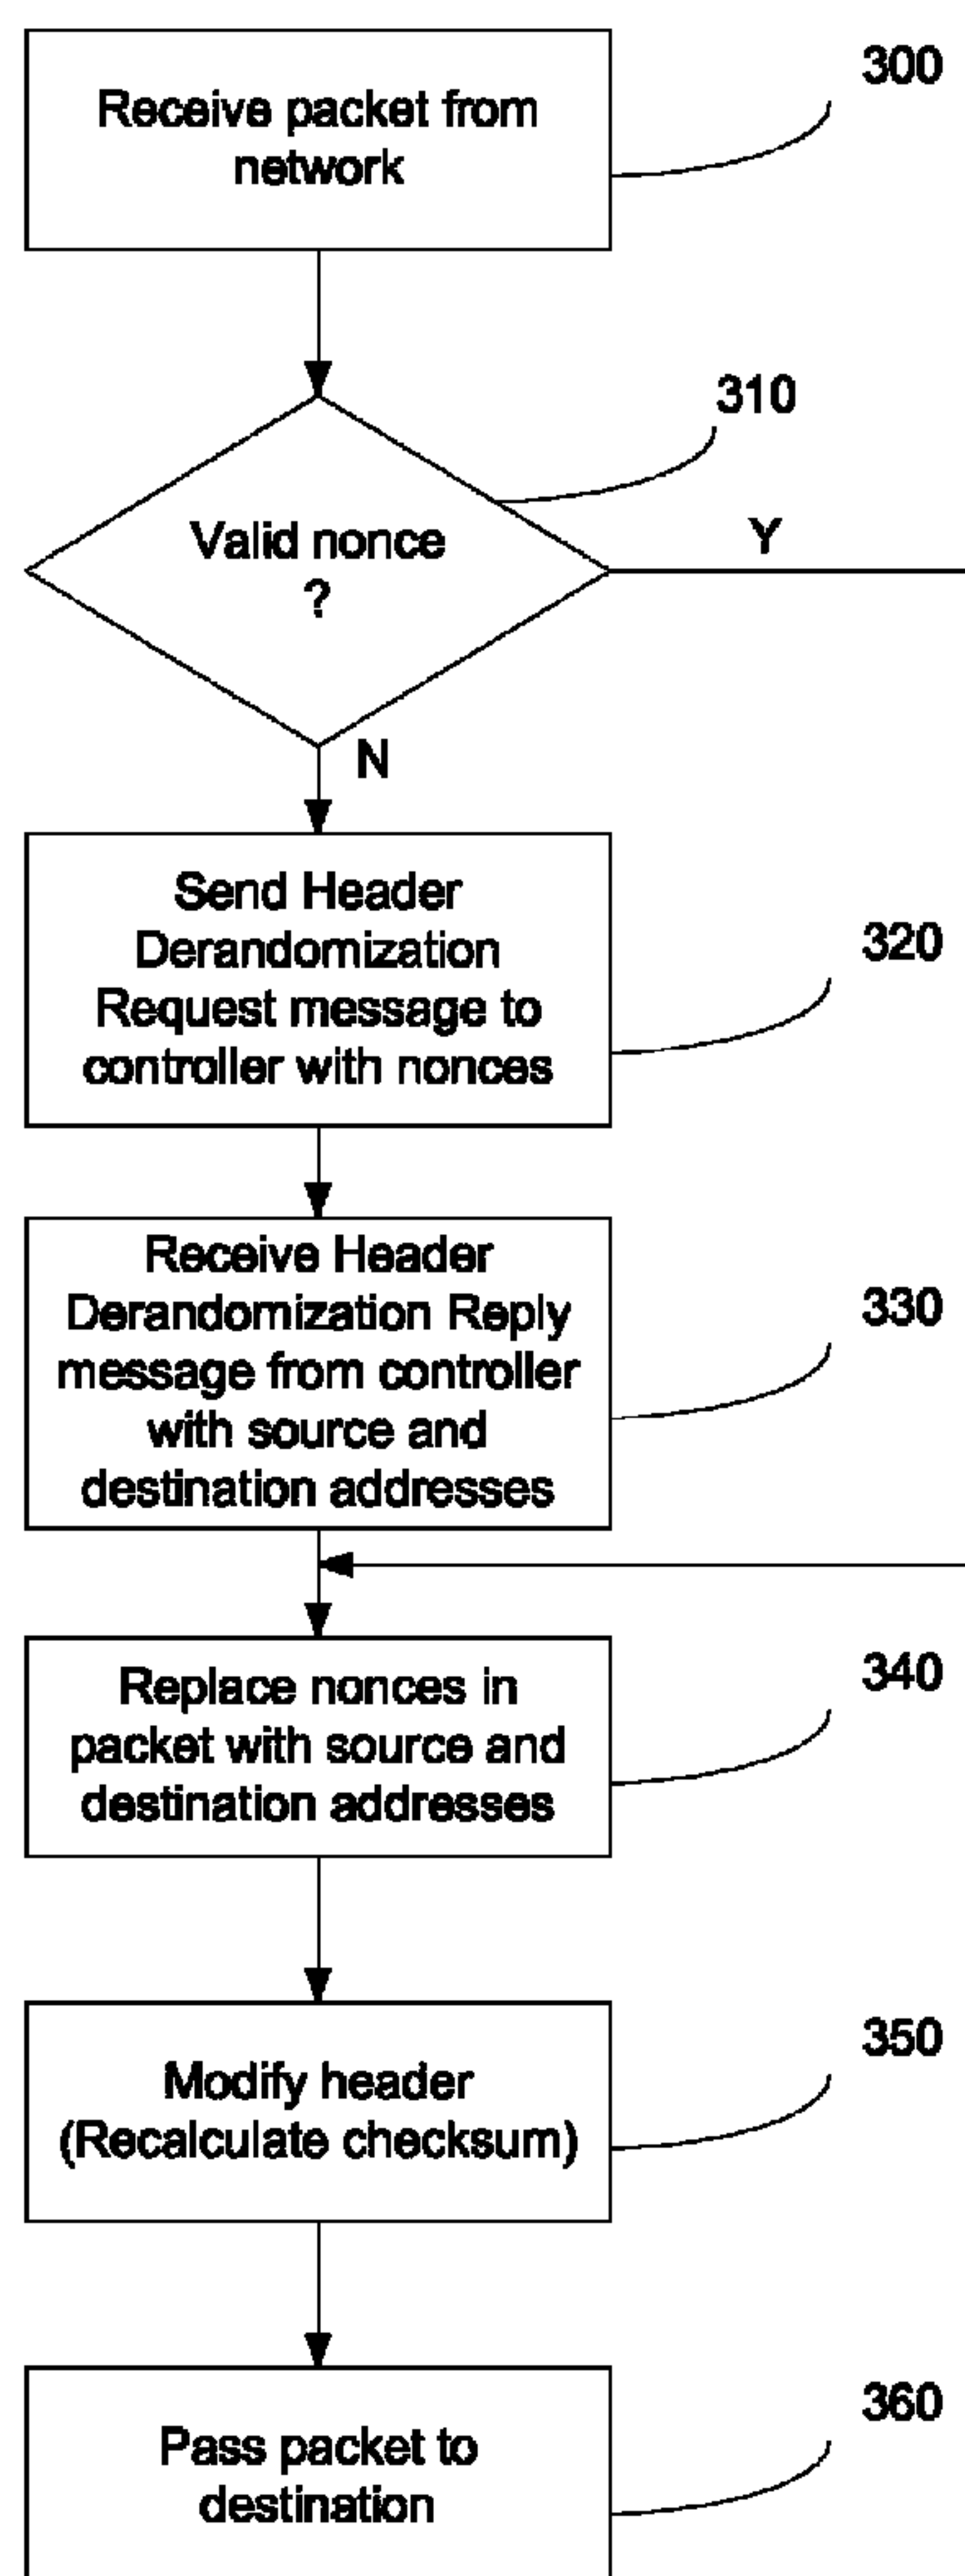 Receive packet from
network
300
310
Valid nonce
?
Y
N
Send Header
Derandomization
Request message to
controller with nonces
320
Receive Header
Derandomization Reply
message from controller
with source and
destination addresses
330
Replace nonces in
packet with source and
destination addresses
340
Modify header
(Recalculate checksum)
350
Pass packet to
destination
360